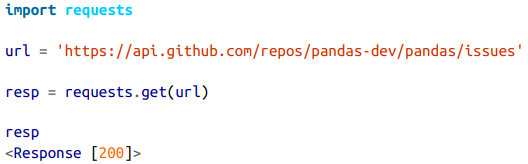 import requests
url = 'https://api.github.com/repos/pandas-dev/pandas/issues'
resp = requests.get(url)
resp
<Response [200]>